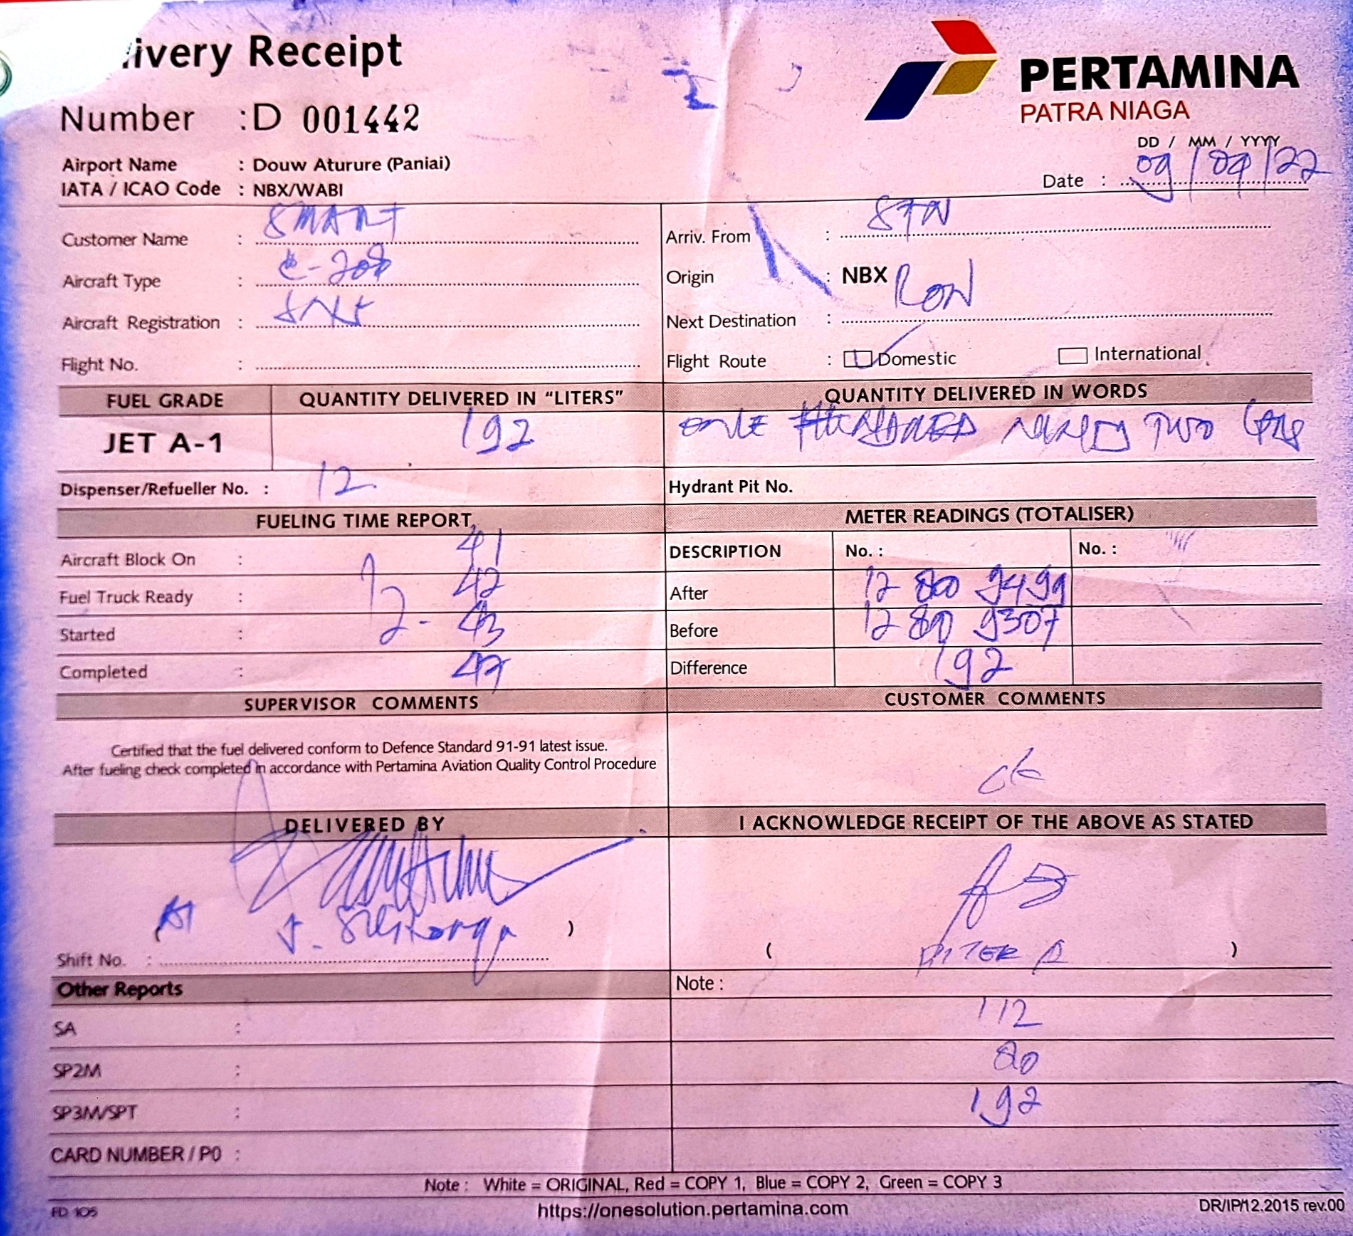 ivery Receipt
PERTAMINA
PATRA NIAGA
Number : D 001442
DD / MM / YYYY
Airport Name : Douw Aturure (Paniai)
IATA / ICAO Code : NBX/WABI
Date : 09/09/22
Customer Name : SMART
Arriv. From :
Aircraft Type : C-208
Origin : NBX
Aircraft Registration :
Next Destination : RON
Flight No. :
Flight Route : Domestic International
FUEL GRADE QUANTITY DELIVERED IN "LITERS" QUANTITY DELIVERED IN WORDS
JET A-1 192 ONE HUNDRED NINETY TWO
Dispenser/Refueller No. : 12
Hydrant Pit No.
FUELING TIME REPORT
METER READINGS (TOTALISER)
Aircraft Block On : 41
DESCRIPTION No. : No. :
Fuel Truck Ready : 42
After 12 80 9499
Started : 43
Before 12 80 9307
Completed : 47
Difference 192
SUPERVISOR COMMENTS
CUSTOMER COMMENTS
Certified that the fuel delivered conform to Defence Standard 91-91 latest issue.
After fueling check completed in accordance with Pertamina Aviation Quality Control Procedure
ok
DELIVERED BY
I ACKNOWLEDGE RECEIPT OF THE ABOVE AS STATED
)
Shift No. :
( )
Other Reports
Note :
SA :
112
SP2M :
80
SP3M/SPT :
192
CARD NUMBER / P0 :
Note : White = ORIGINAL, Red = COPY 1, Blue = COPY 2, Green = COPY 3
FD 105
https://onesolution.pertamina.com
DR/IP/12.2015 rev.00